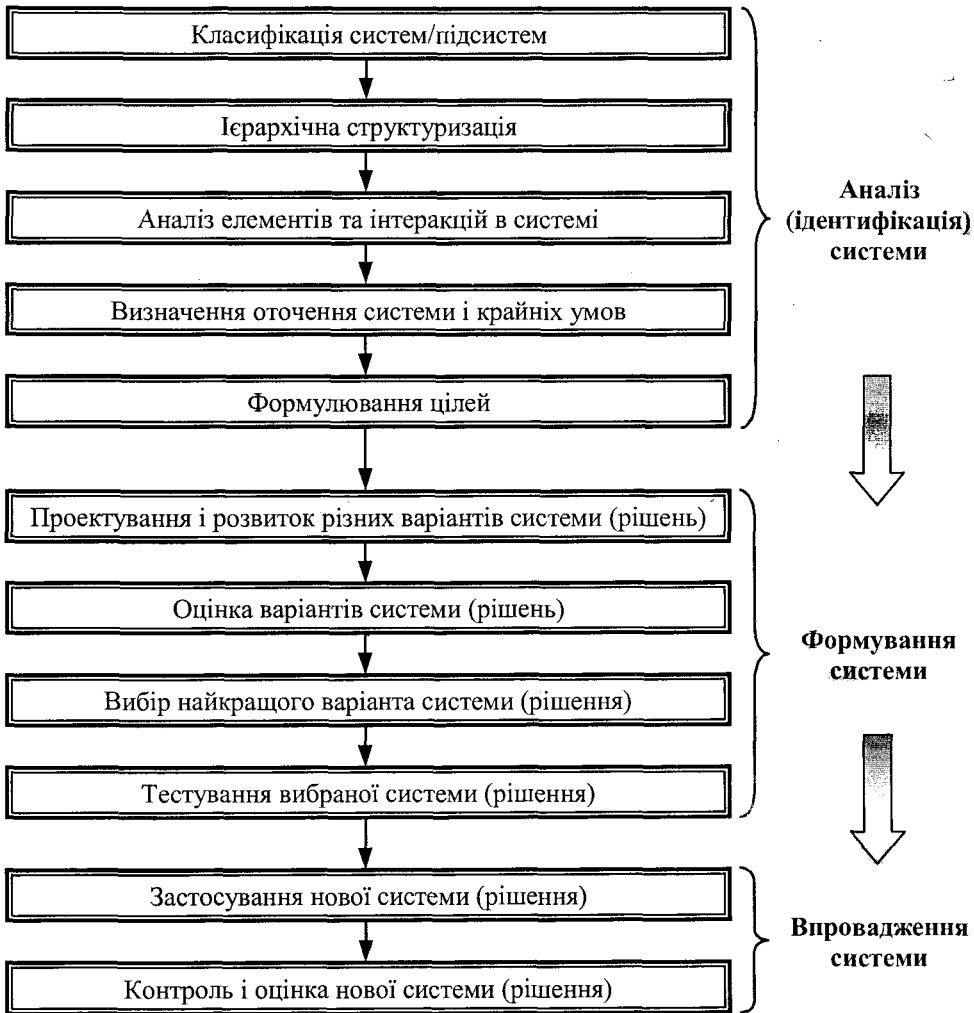 Класифікація систем/підсистем
Ієрархічна структуризація
Аналіз елементів та інтеракцій в системі
Визначення оточення системи і крайніх умов
Формулювання цілей
Аналіз
(ідентифікація)
системи
Проектування і розвиток різних варіантів системи (рішень)
Оцінка варіантів системи (рішень)
Вибір найкращого варіанта системи (рішення)
Тестування вибраної системи (рішення)
Формування
системи
Застосування нової системи (рішення)
Контроль і оцінка нової системи (рішення)
Впровадження
системи